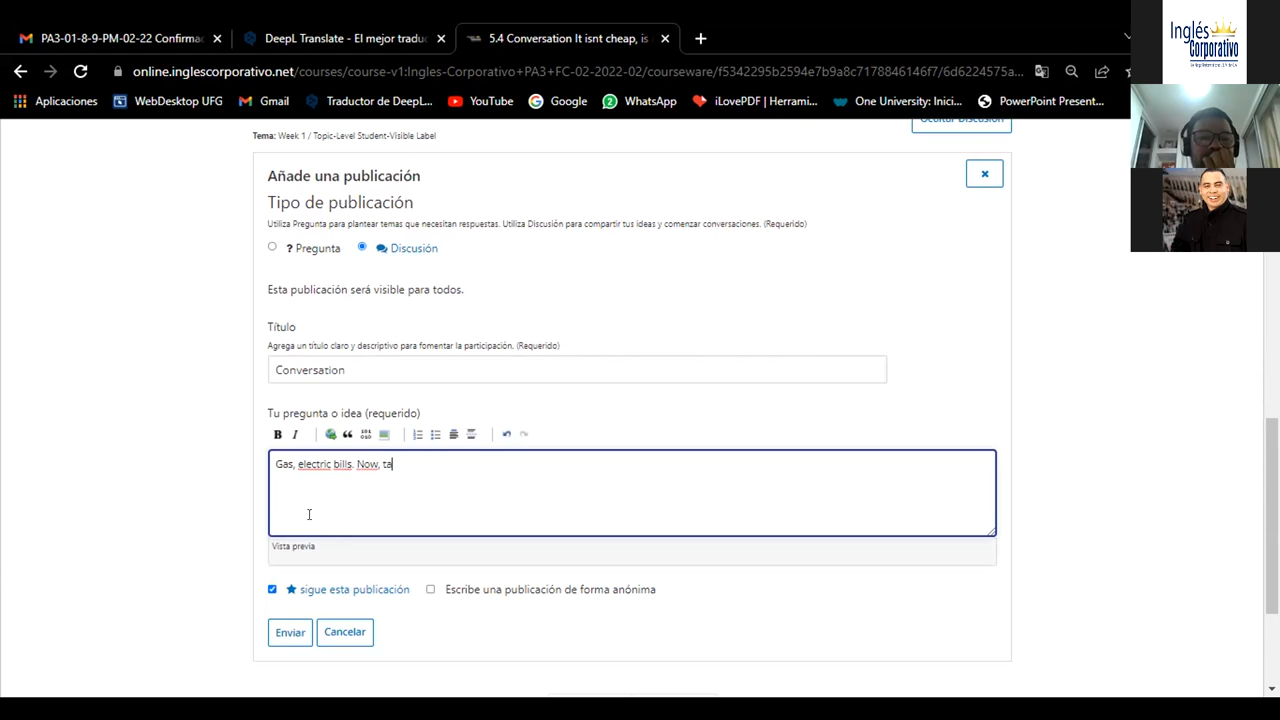 PA3-01-8-9-PM-02-22 Confirma
DeepL Translate - El mejor tradu
5.4 Conversation It isnt cheap, is
online.inglescorporativo.net/courses/course-v1:Ingles-Corporativo+PA3+FC-02-2022-02/courseware/f5342295b2594e7b9a8c7178846146f7/6d6224575a...
Aplicaciones
WebDesktop UFG
Gmail
Traductor de DeepL...
YouTube
Google
WhatsApp
iLovePDF | Herrami...
One University: Inici...
PowerPoint Present...
Inglés
Corporativo
Ocultar Discusión
Tema: Week 1 / Topic-Level Student-Visible Label
Añade una publicación
Tipo de publicación
Utiliza Pregunta para plantear temas que necesitan respuestas. Utiliza Discusión para compartir tus ideas y comenzar conversaciones. (Requerido)
? Pregunta
Discusión
Esta publicación será visible para todos.
Título
Agrega un título claro y descriptivo para fomentar la participación. (Requerido)
Conversation
Tu pregunta o idea (requerido)
B I
Gas, electric bills. Now, ta
Vista previa
sigue esta publicación
Escribe una publicación de forma anónima
Enviar
Cancelar